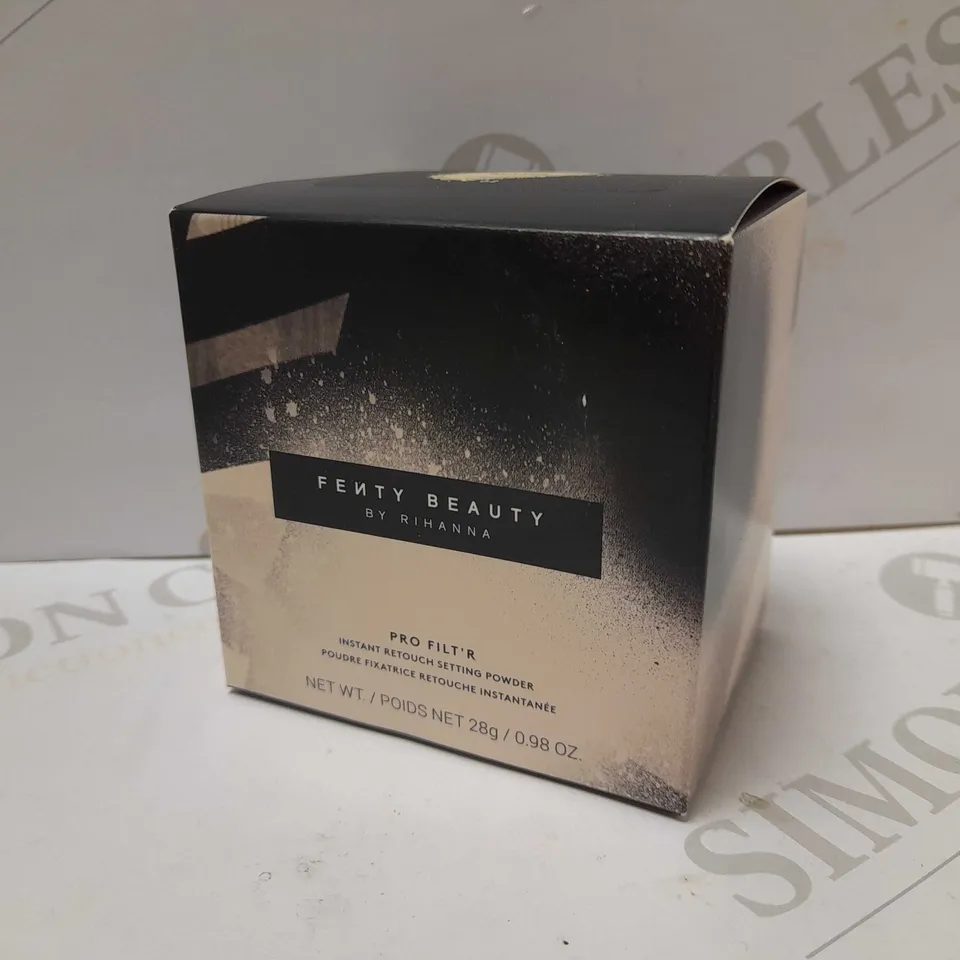 FEИTY BEAUTY
BY RIHANNA
PRO FILT'R
INSTANT RETOUCH SETTING POWDER
POUDRE FIXATRICE RETOUCHE INSTANTANÉE
NET WT. / POIDS NET 28g / 0.98 OZ.